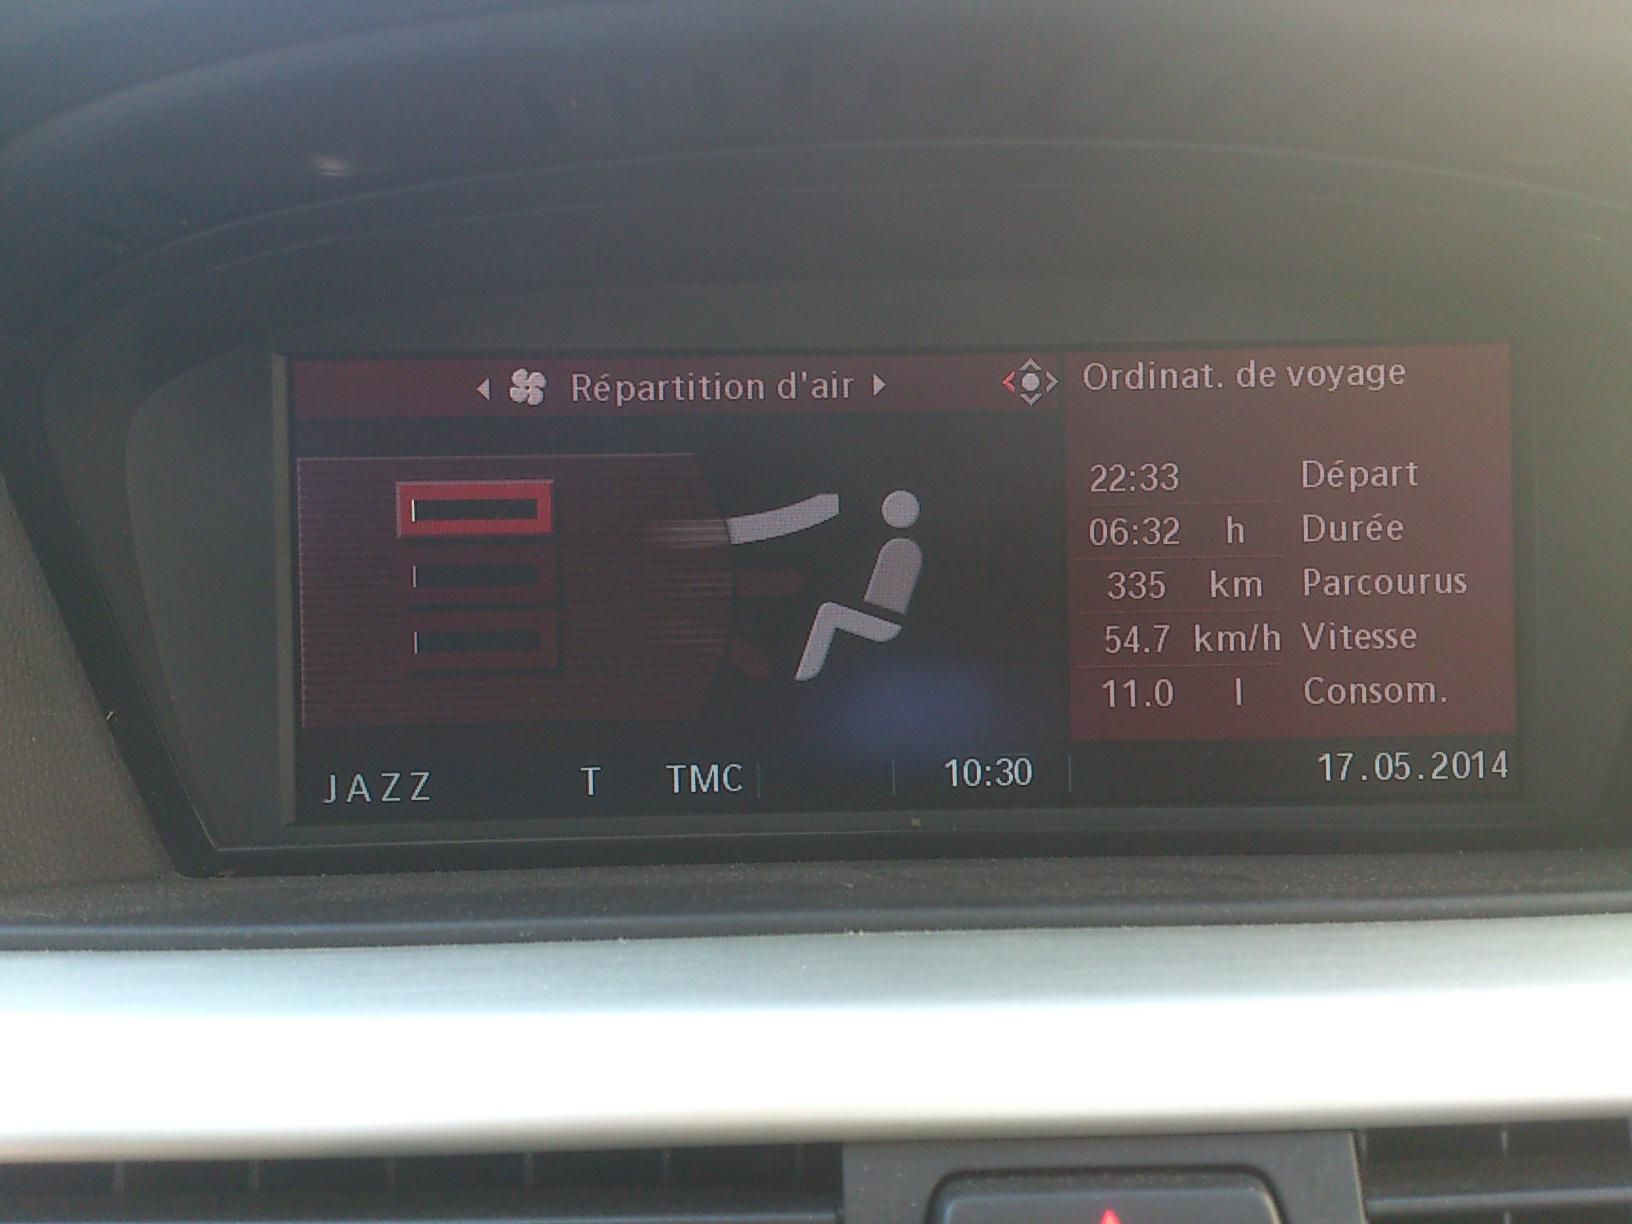 Répartition d'air
Ordinat. de voyage
22:33 Départ
06:32 h Durée
335 km Parcourus
54.7 km/h Vitesse
11.0 l Consom.
JAZZ T TMC 10:30 17.05.2014